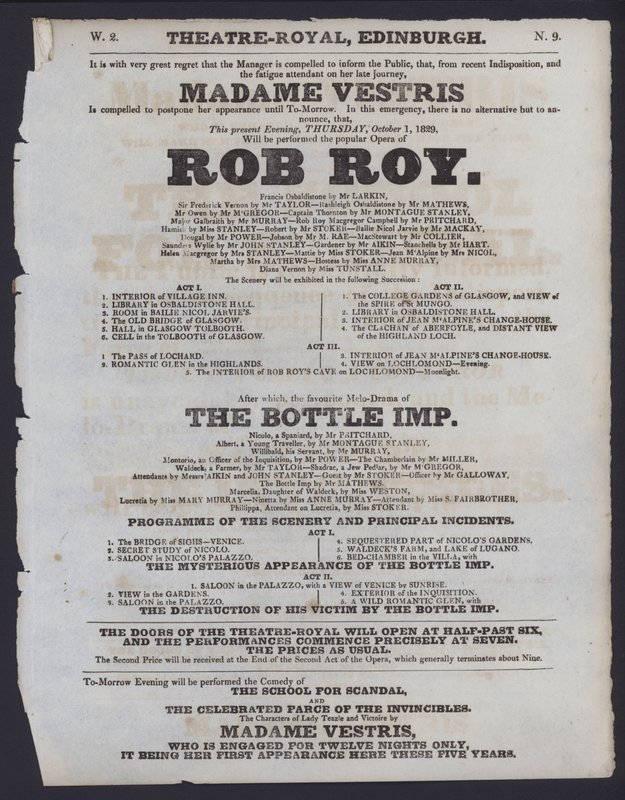 W. 2. THEATRE-ROYAL, EDINBURGH. N. 9.
It is with very great regret that the Manager is compelled to inform the Public, that, from recent Indisposition, and
the fatigue attendant on her late journey,
MADAME VESTRIS
Is compelled to postpone her appearance until To-Morrow. In this emergency, there is no alternative but to an-
nounce, that,
This present Evening, THURSDAY, October 1, 1829,
Will be performed the popular Opera of
ROB ROY.
Francis Osbaldistone by Mr LARKIN,
Sir Frederick Vernon by Mr TAYLOR—Rashleigh Osbaldistone by Mr MATHEWS,
Mr Owen by Mr M'GREGOR—Captain Thornton by Mr MONTAGUE STANLEY,
Major Galbraith by Mr MURRAY—Rob Roy Macgregor Campbell by Mr PRITCHARD,
Hamish by Miss STANLEY—Robert by Mr STOKER—Bailie Nicol Jarvie by Mr MACKAY,
Dougal by Mr POWER—Jobson by Mr M. RAE—MacStewart by Mr COLLIER,
Saunders Wylie by Mr JOHN STANLEY—Gardener by Mr AIKIN—Stanchells by Mr HART.
Helen Macgregor by Mrs STANLEY—Mattie by Miss STOKER—Jean M'Alpine by Mrs NICOL,
Martha by Mrs MATHEWS—Hostess by Miss ANNE MURRAY,
Diana Vernon by Miss TUNSTALL.
The Scenery will be exhibited in the following Succession:
ACT I.
1. INTERIOR of VILLAGE INN.
2. LIBRARY in OSBALDISTONE HALL.
3. ROOM in BAILIE NICOL JARVIE'S.
4. The OLD BRIDGE of GLASGOW.
5. HALL in GLASGOW TOLBOOTH.
6. CELL in the TOLBOOTH of GLASGOW.
ACT II.
1. The COLLEGE GARDENS of GLASGOW, and VIEW of
the SPIRE of St MUNGO.
2. LIBRARY in OSBALDISTONE HALL.
3. INTERIOR of JEAN M'ALPINE'S CHANGE-HOUSE.
4. The CLACHAN of ABERFOYLE, and DISTANT VIEW
of the HIGHLAND LOCH.
ACT III.
1 The PASS of LOCHARD.
2. ROMANTIC GLEN in the HIGHLANDS.
3. INTERIOR of JEAN M'ALPINE'S CHANGE-HOUSE.
4. VIEW on LOCHLOMOND—Evening.
5. The INTERIOR of ROB ROY'S CAVE on LOCHLOMOND—Moonlight.
After which, the favourite Melo-Drama of
THE BOTTLE IMP.
Nicolo, a Spaniard, by Mr PRITCHARD,
Albert, a Young Traveller, by Mr MONTAGUE STANLEY,
Willibald, his Servant, by Mr MURRAY,
Montorio, an Officer of the Inquisition, by Mr POWER—The Chamberlain by Mr MILLER,
Waldeck, a Farmer, by Mr TAYLOR—Shadrac, a Jew Pedlar, by Mr M'GREGOR,
Attendants by Messrs AIKIN and JOHN STANLEY—Guest by Mr STOKER—Officer by Mr GALLOWAY,
The Bottle Imp by Mr MATHEWS.
Marcelia, Daughter of Waldeck, by Miss WESTON,
Lucretia by Miss MARY MURRAY—Ninetta by Miss ANNE MURRAY—Attendant by Miss S. FAIRBROTHER,
Phillippa, Attendant on Lucretia, by Miss STOKER.
PROGRAMME OF THE SCENERY AND PRINCIPAL INCIDENTS.
ACT I.
1. The BRIDGE of SIGHS—VENICE.
2. SECRET STUDY of NICOLO.
3. SALOON in NICOLO'S PALAZZO.
4. SEQUESTERED PART of NICOLO'S GARDENS.
5. WALDECK'S FARM, and LAKE of LUGANO.
6. BED-CHAMBER in the VILLA, with
THE MYSTERIOUS APPEARANCE OF THE BOTTLE IMP.
ACT II.
1. SALOON in the PALAZZO, with a VIEW of VENICE by SUNRISE.
2. VIEW in the GARDENS.
3. SALOON in the PALAZZO.
4. EXTERIOR of the INQUISITION.
5. A WILD ROMANTIC GLEN, with
THE DESTRUCTION OF HIS VICTIM BY THE BOTTLE IMP.
THE DOORS OF THE THEATRE-ROYAL WILL OPEN AT HALF-PAST SIX,
AND THE PERFORMANCES COMMENCE PRECISELY AT SEVEN.
THE PRICES AS USUAL.
The Second Price will be received at the End of the Second Act of the Opera, which generally terminates about Nine.
To-Morrow Evening will be performed the Comedy of
THE SCHOOL FOR SCANDAL,
AND
THE CELEBRATED FARCE OF THE INVINCIBLES.
The Characters of Lady Teazle and Victoire by
MADAME VESTRIS,
WHO IS ENGAGED FOR TWELVE NIGHTS ONLY,
IT BEING HER FIRST APPEARANCE HERE THESE FIVE YEARS.